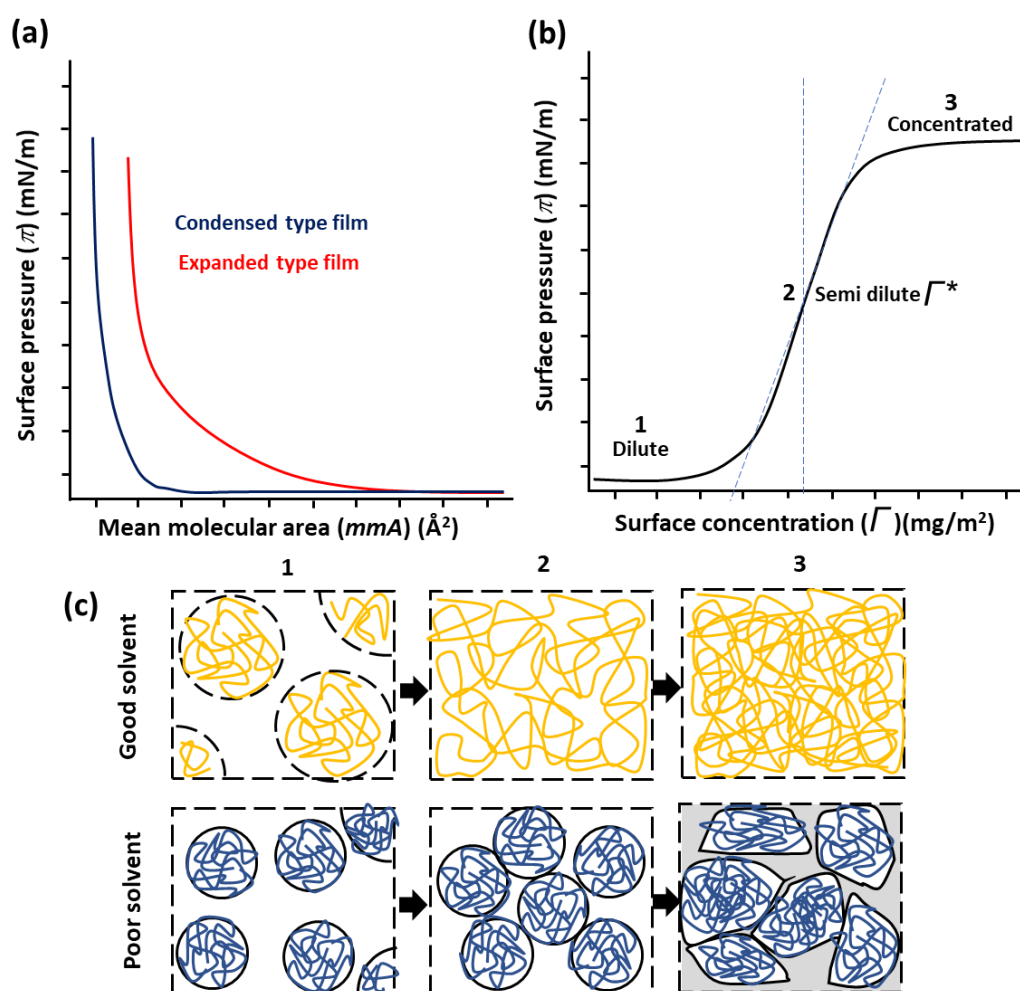 (a)
Surface pressure (π) (mN/m)
Condensed type film
Expanded type film
Mean molecular area (mmA) (Å²)
(b)
Surface pressure (π) (mN/m)
1
Dilute
2
Semi dilute Γ*
3
Concentrated
Surface concentration (Γ)(mg/m²)
(c)
1
2
3
Good solvent
Poor solvent